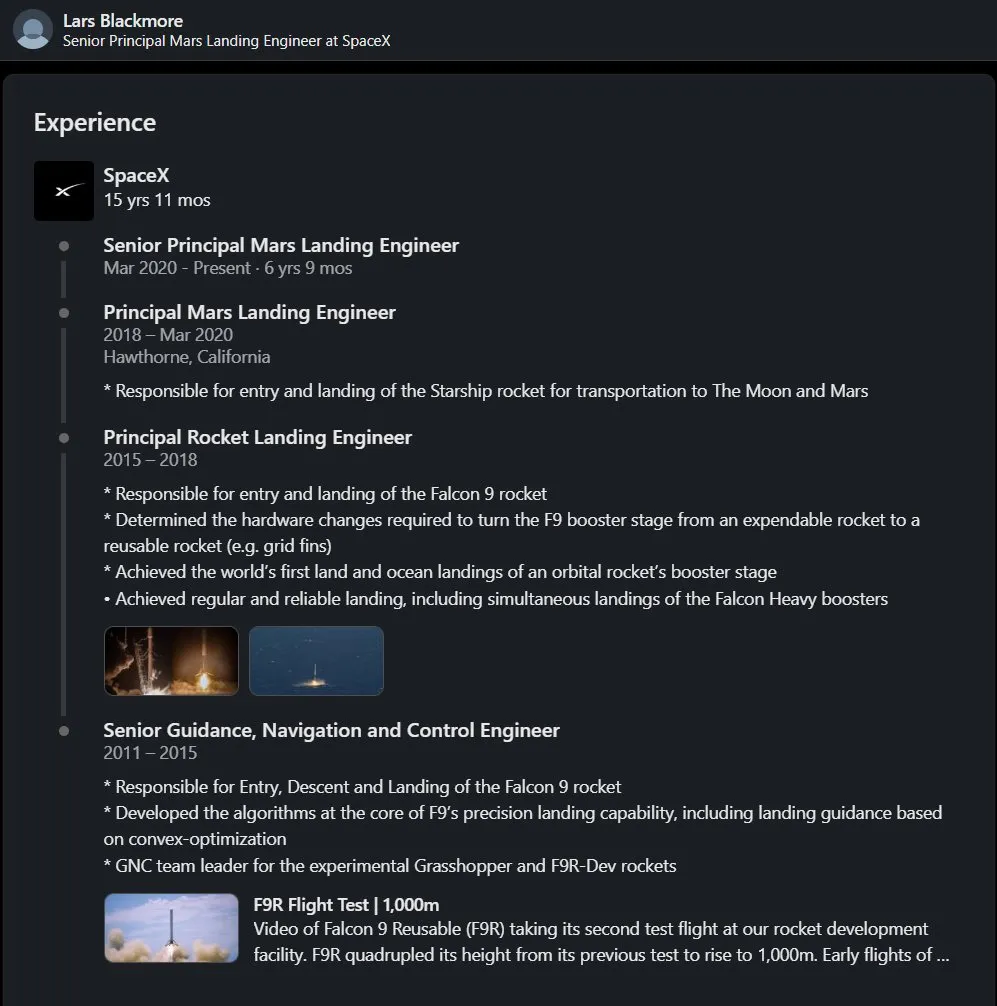 Lars Blackmore
Senior Principal Mars Landing Engineer at SpaceX
Experience
SpaceX
15 yrs 11 mos
Senior Principal Mars Landing Engineer
Mar 2020 - Present · 6 yrs 9 mos
Principal Mars Landing Engineer
2018 – Mar 2020
Hawthorne, California
* Responsible for entry and landing of the Starship rocket for transportation to The Moon and Mars
Principal Rocket Landing Engineer
2015 – 2018
* Responsible for entry and landing of the Falcon 9 rocket
* Determined the hardware changes required to turn the F9 booster stage from an expendable rocket to a
reusable rocket (e.g. grid fins)
* Achieved the world’s first land and ocean landings of an orbital rocket’s booster stage
• Achieved regular and reliable landing, including simultaneous landings of the Falcon Heavy boosters
Senior Guidance, Navigation and Control Engineer
2011 – 2015
* Responsible for Entry, Descent and Landing of the Falcon 9 rocket
* Developed the algorithms at the core of F9’s precision landing capability, including landing guidance based
on convex-optimization
* GNC team leader for the experimental Grasshopper and F9R-Dev rockets
F9R Flight Test | 1,000m
Video of Falcon 9 Reusable (F9R) taking its second test flight at our rocket development
facility. F9R quadrupled its height from its previous test to rise to 1,000m. Early flights of ...